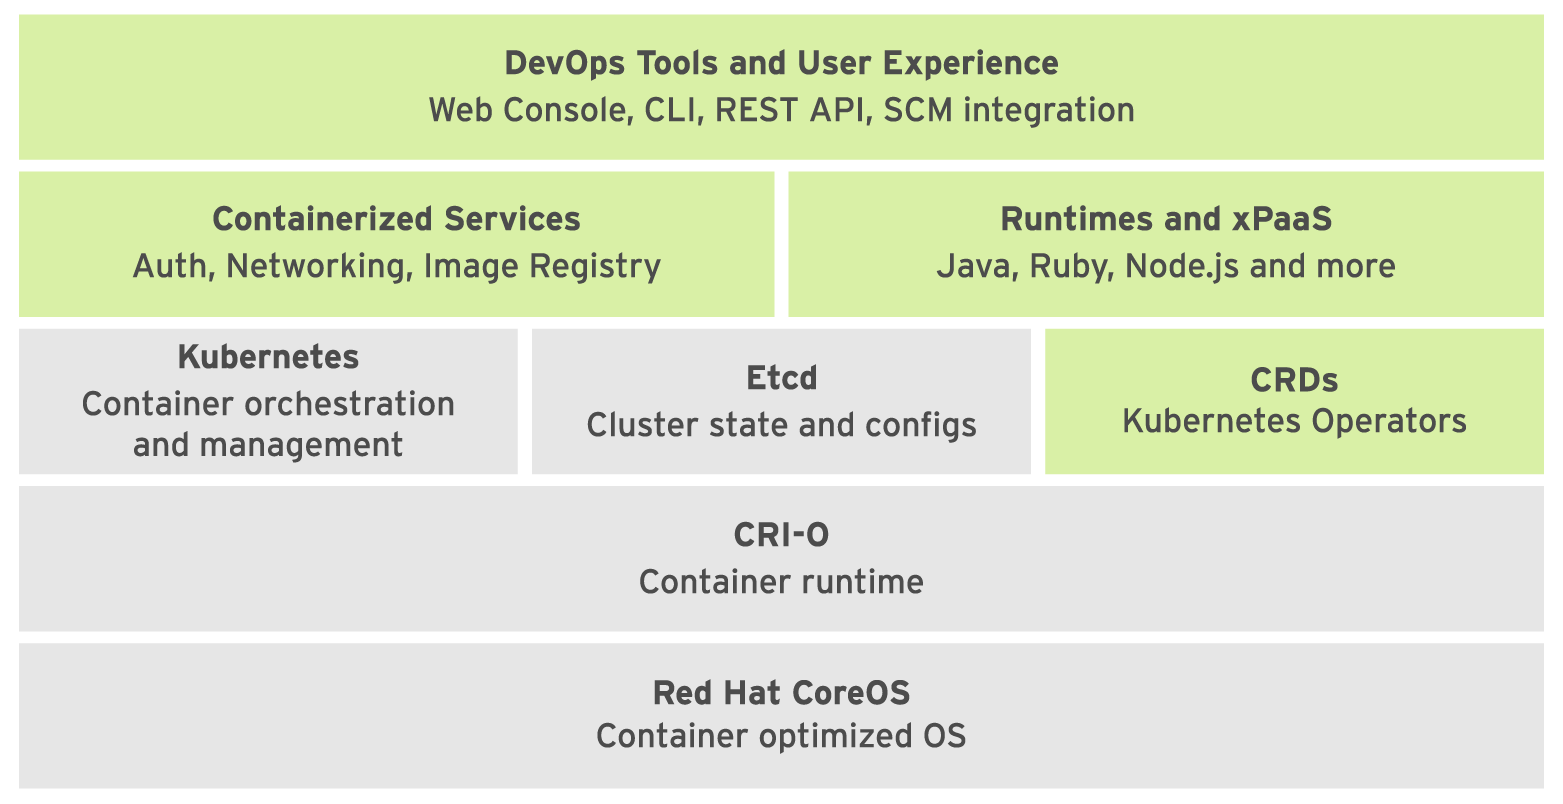 DevOps Tools and User Experience
Web Console, CLI, REST API, SCM integration
Containerized Services
Auth, Networking, Image Registry
Runtimes and xPaaS
Java, Ruby, Node.js and more
Kubernetes
Container orchestration
and management
Etcd
Cluster state and configs
CRDs
Kubernetes Operators
CRI-O
Container runtime
Red Hat CoreOS
Container optimized OS